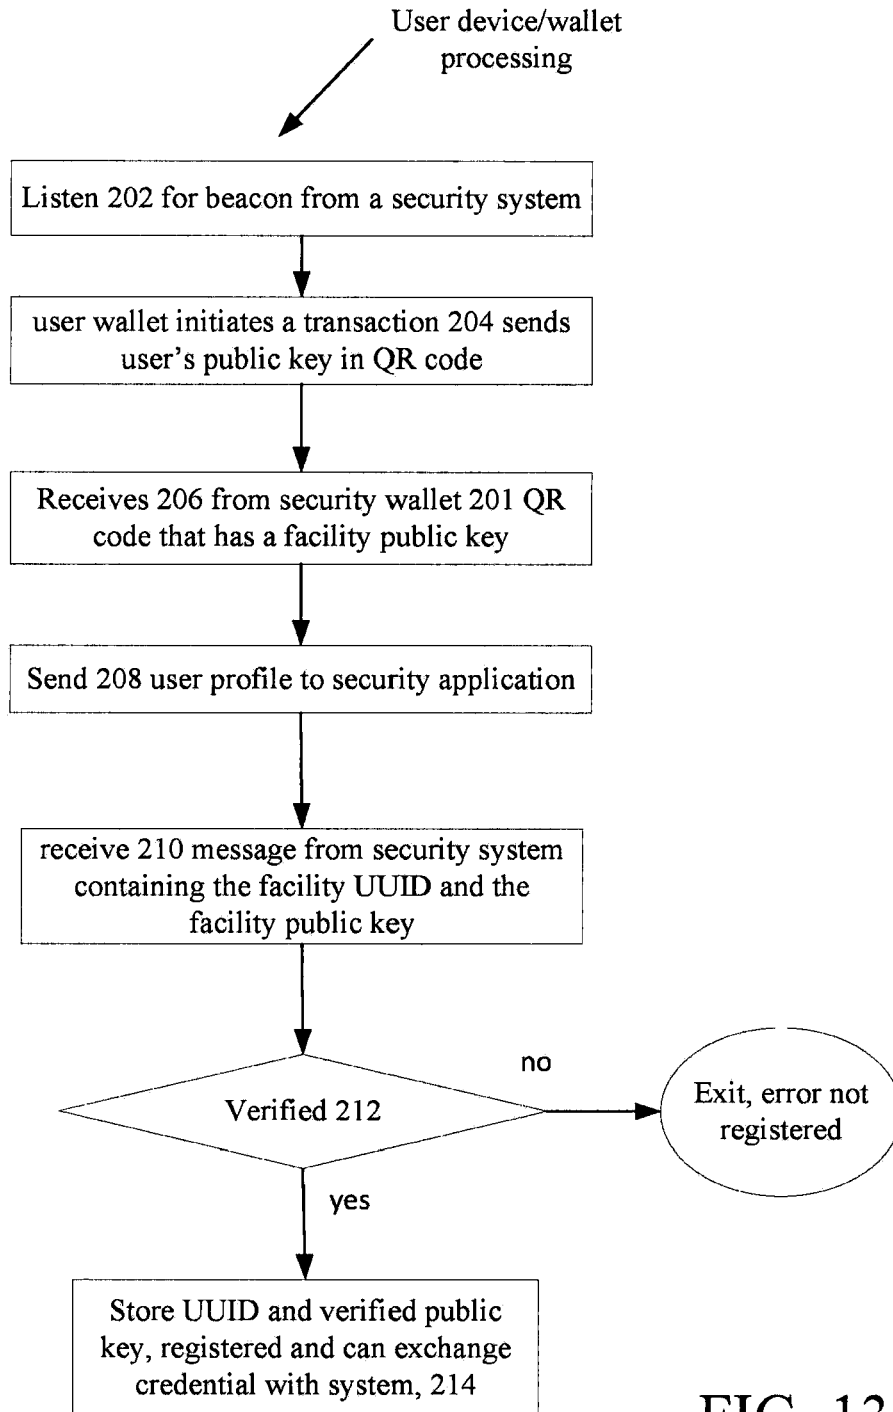 User device/wallet
processing
Listen 202 for beacon from a security system
user wallet initiates a transaction 204 sends
user's public key in QR code
Receives 206 from security wallet 201 QR
code that has a facility public key
Send 208 user profile to security application
receive 210 message from security system
containing the facility UUID and the
facility public key
no
Verified 212
Exit, error not
registered
yes
Store UUID and verified public
key, registered and can exchange
credential with system, 214
FIG. 13